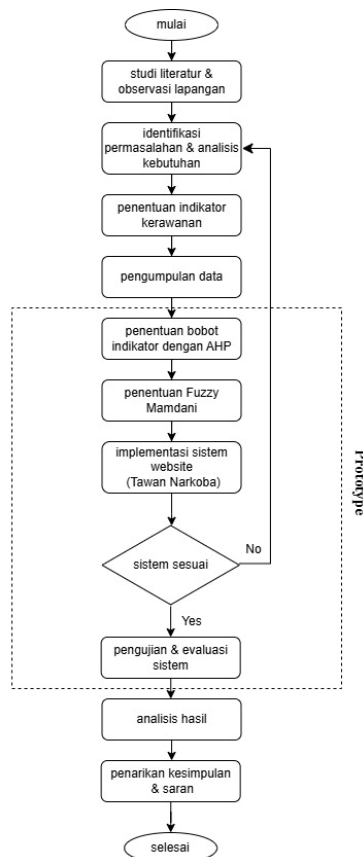 mulai
studi literatur &
observasi lapangan
identifikasi
permasalahan & analisis
kebutuhan
penentuan indikator
kerawanan
pengumpulan data
penentuan bobot
indikator dengan AHP
penentuan Fuzzy
Mamdani
implementasi sistem
website
(Tawan Narkoba)
Prototype
sistem sesuai
No
Yes
pengujian & evaluasi
sistem
analisis hasil
penarikan kesimpulan
& saran
selesai